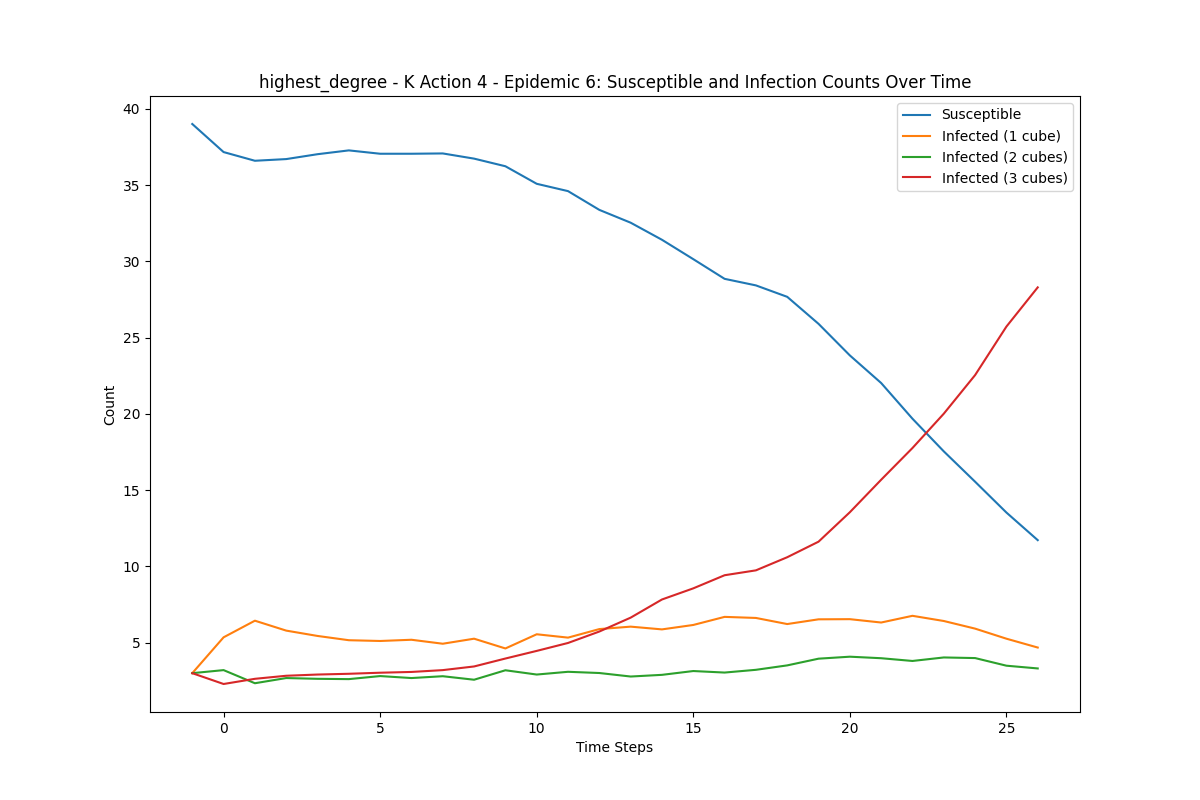 highest_degree - K Action 4 - Epidemic 6: Susceptible and Infection Counts Over Time
Susceptible
Infected (1 cube)
Infected (2 cubes)
Infected (3 cubes)
40
35
30
25
20
15
10
5
Count
0
5
10
15
20
25
Time Steps